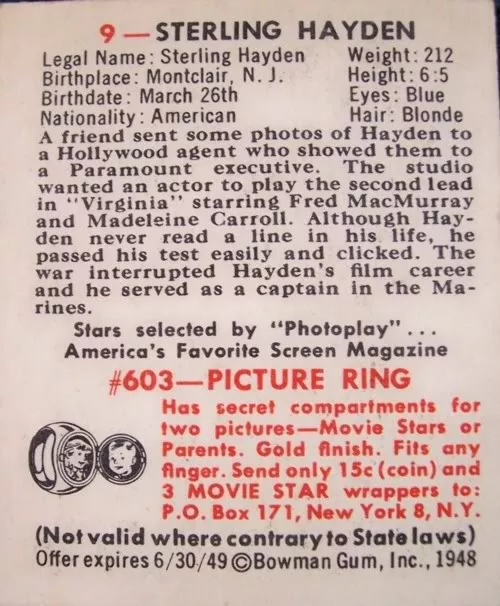 9 — STERLING HAYDEN
Legal Name: Sterling Hayden Weight: 212
Birthplace: Montclair, N. J. Height: 6:5
Birthdate: March 26th Eyes: Blue
Nationality: American Hair: Blonde
A friend sent some photos of Hayden to
a Hollywood agent who showed them to
a Paramount executive. The studio
wanted an actor to play the second lead
in "Virginia" starring Fred MacMurray
and Madeleine Carroll. Although Hay-
den never read a line in his life, he
passed his test easily and clicked. The
war interrupted Hayden's film career
and he served as a captain in the Ma-
rines.
Stars selected by "Photoplay" ...
America's Favorite Screen Magazine
#603—PICTURE RING
Has secret compartments for
two pictures—Movie Stars or
Parents. Gold finish. Fits any
finger. Send only 15c (coin) and
3 MOVIE STAR wrappers to:
P.O. Box 171, New York 8, N.Y.
(Not valid where contrary to State laws)
Offer expires 6/30/49 ©Bowman Gum, Inc., 1948